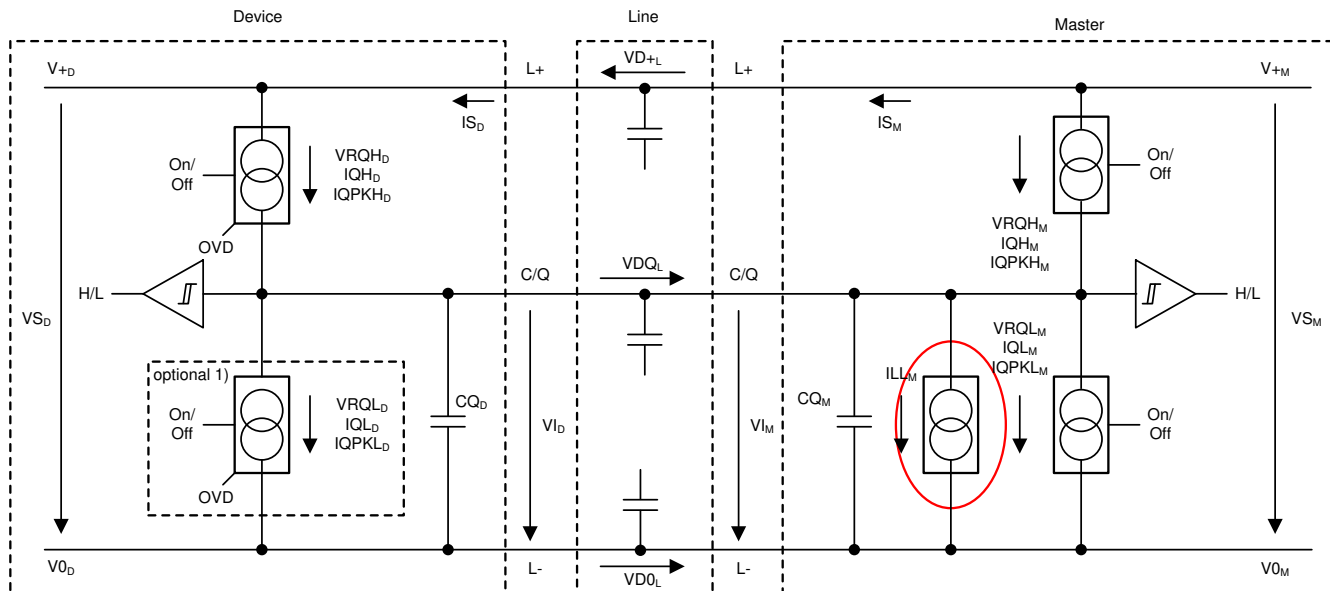 Device
Line
Master
V+D
L+
VD+L
L+
V+M
ISD
ISM
On/
Off
VRQHD
IQHD
IQPKHD
OVD
VRQHM
IQHM
IQPKHM
On/
Off
H/L
C/Q
VDQL
C/Q
H/L
VSD
VSM
optional 1)
On/
Off
VRQLD
IQLD
IQPKLD
OVD
CQD
VID
VIM
CQM
ILLM
VRQLM
IQLM
IQPKLM
On/
Off
V0D
L-
VD0L
L-
V0M